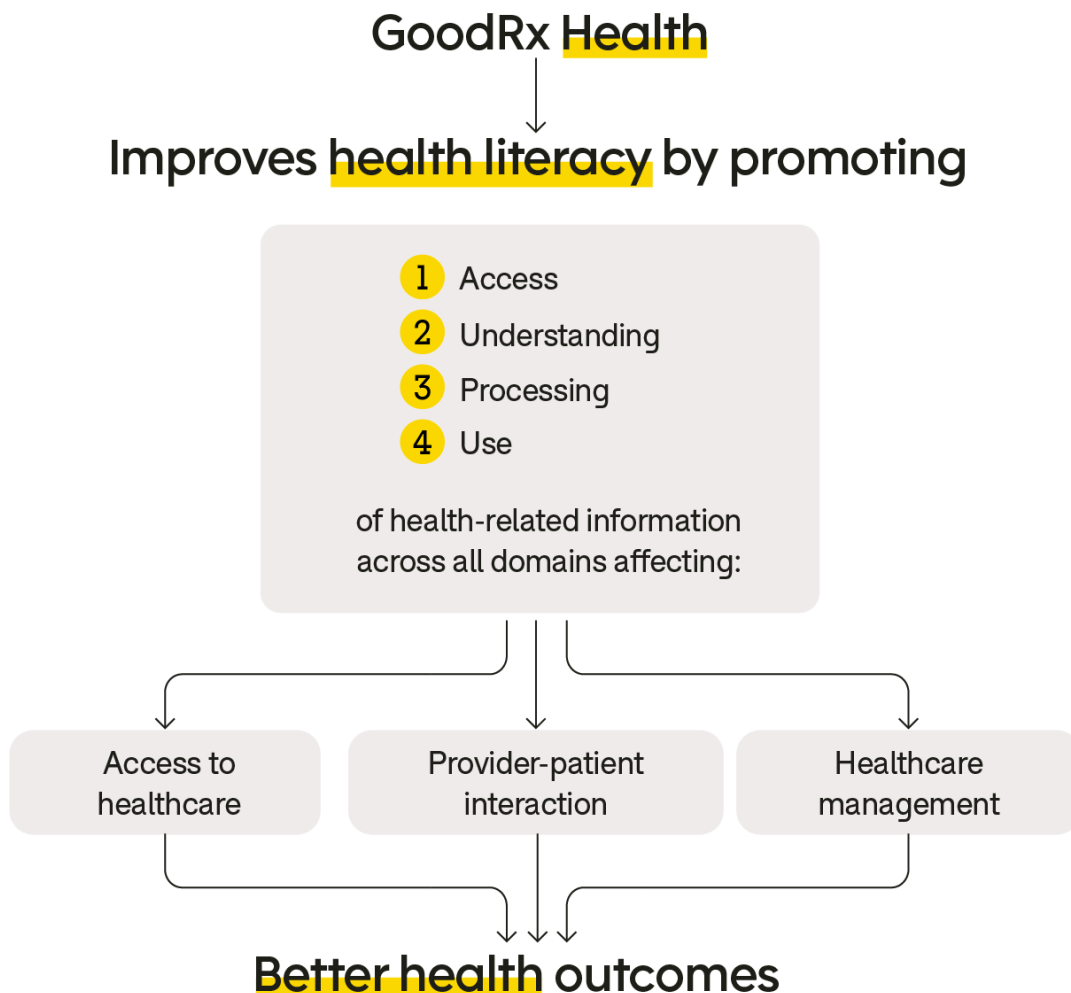 GoodRx Health
Improves health literacy by promoting
1 Access
2 Understanding
3 Processing
4 Use
of health-related information
across all domains affecting:
Access to
healthcare
Provider-patient
interaction
Healthcare
management
Better health outcomes